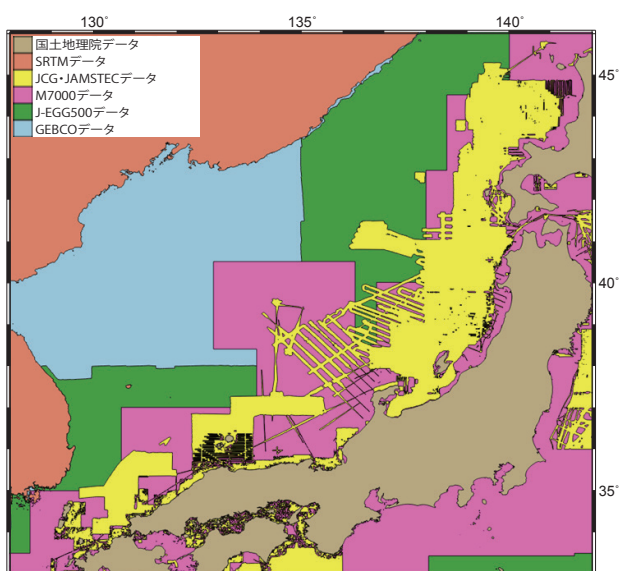 130° 135° 140°
国土地理院データ
SRTMデータ
JCG・JAMSTECデータ
M7000データ
J-EGG500データ
GEBCOデータ
45°
40°
35°